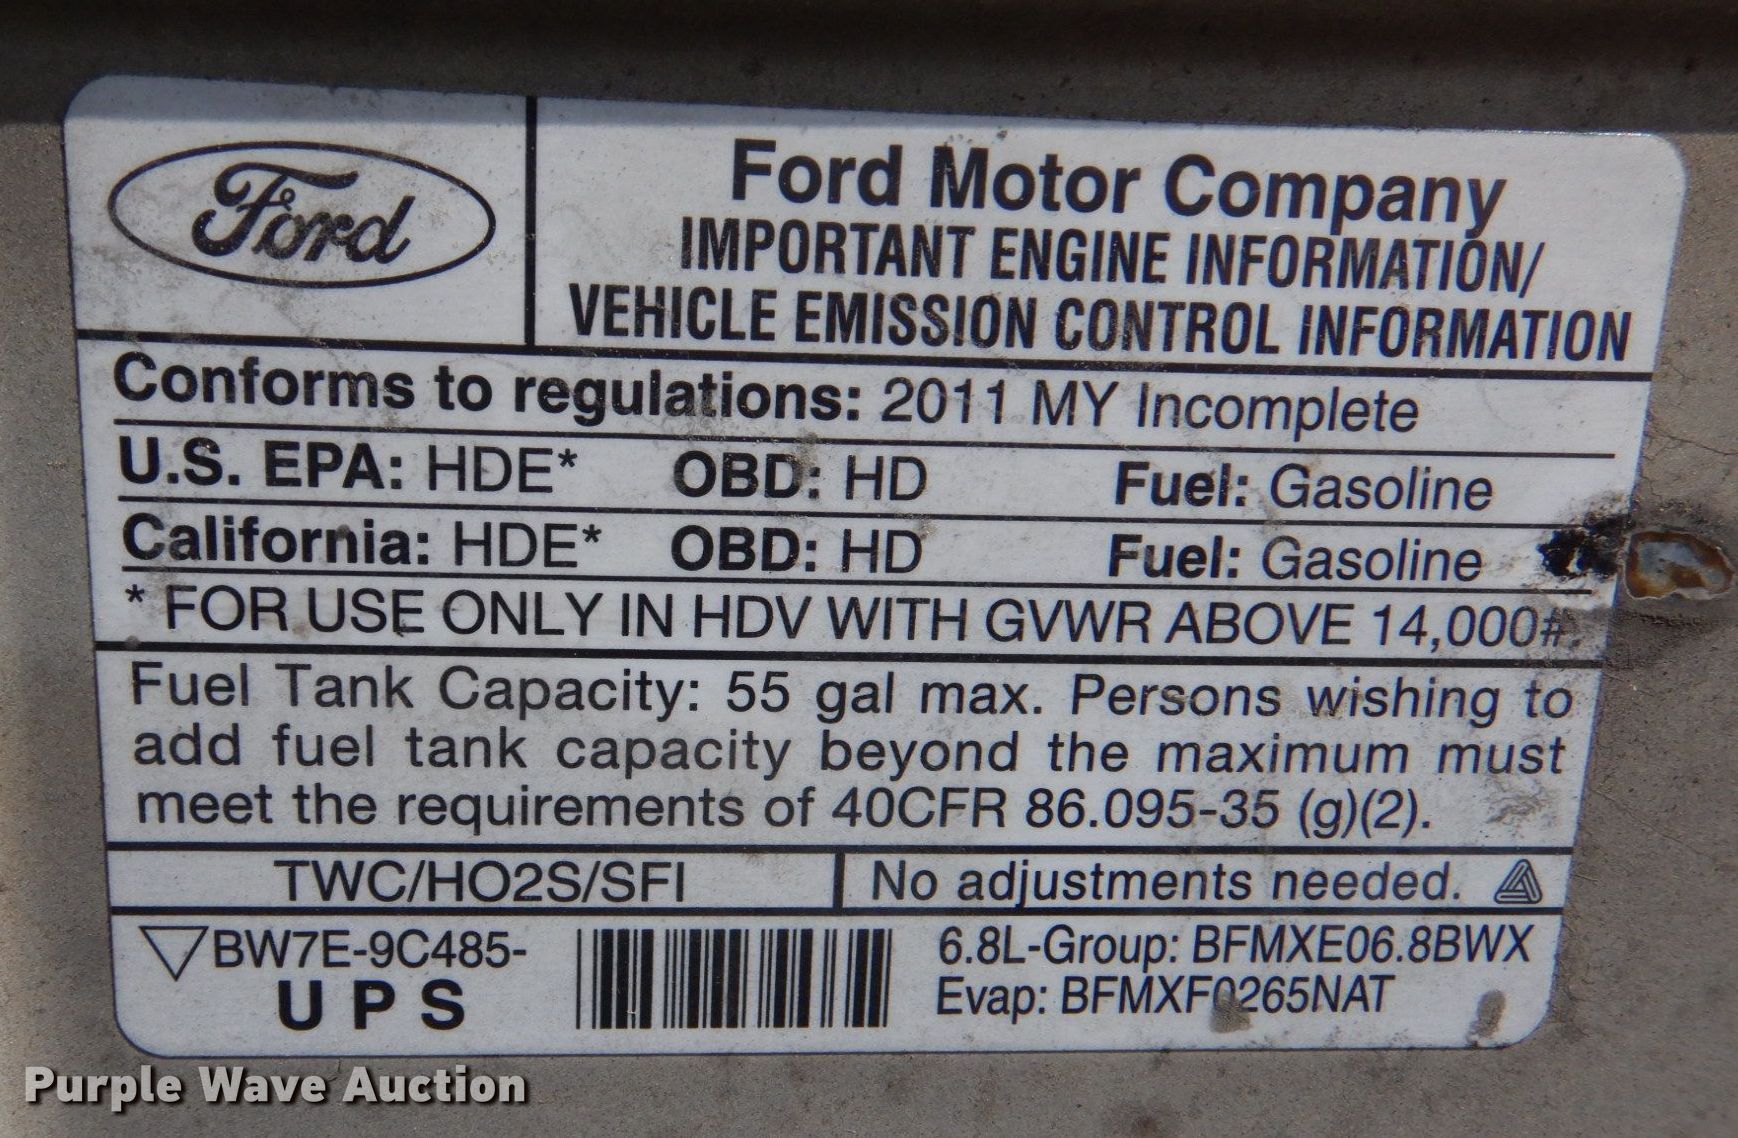 Ford
Ford Motor Company
IMPORTANT ENGINE INFORMATION/
VEHICLE EMISSION CONTROL INFORMATION
Conforms to regulations: 2011 MY Incomplete
U.S. EPA: HDE* OBD: HD Fuel: Gasoline
California: HDE* OBD: HD Fuel: Gasoline
* FOR USE ONLY IN HDV WITH GVWR ABOVE 14,000#.
Fuel Tank Capacity: 55 gal max. Persons wishing to
add fuel tank capacity beyond the maximum must
meet the requirements of 40CFR 86.095-35 (g)(2).
TWC/HO2S/SFI
No adjustments needed.
BW7E-9C485-
UPS
6.8L-Group: BFMXE06.8BWX
Evap: BFMXF0265NAT
Purple Wave Auction